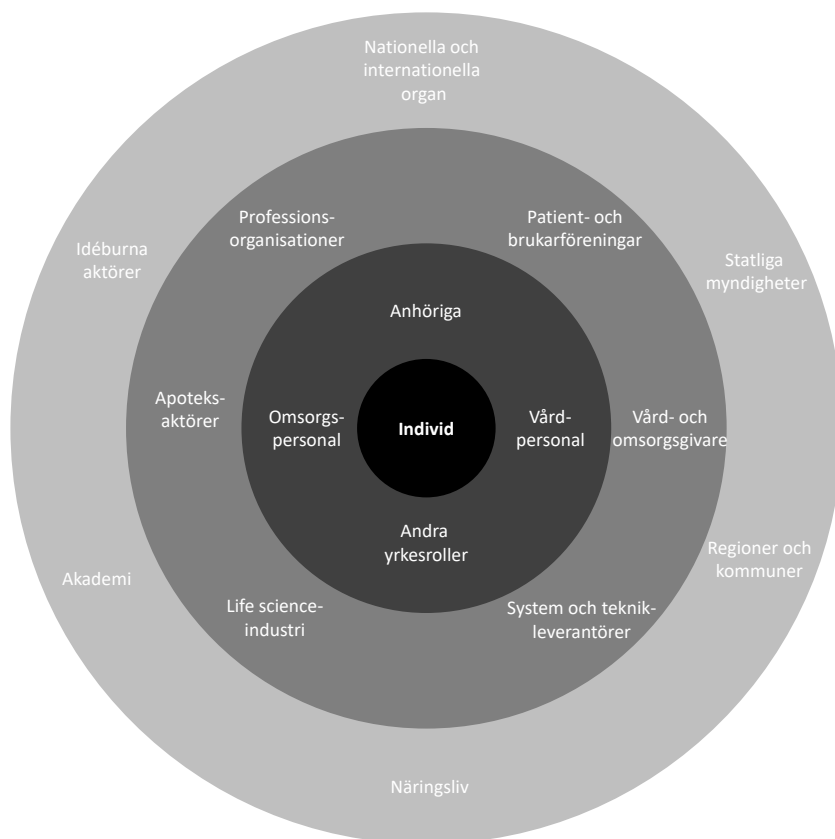 Nationella och
internationella
organ
Professions-
organisationer
Patient- och
brukarföreningar
Idéburna
aktörer
Statliga
myndigheter
Anhöriga
Apoteks-
aktörer
Omsorgs-
personal
Individ
Vård-
personal
Vård- och
omsorgsgivare
Andra
yrkesroller
Regioner och
kommuner
Akademi
Life science-
industri
System och teknik-
leverantörer
Näringsliv